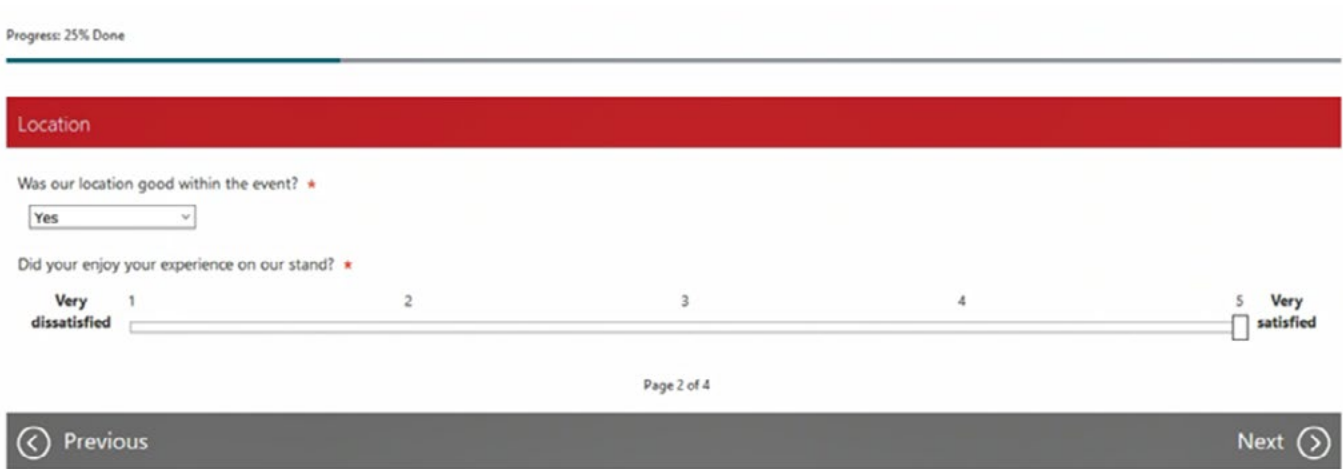 Progress: 25% Done
Location
Was our location good within the event? *
Yes
Did your enjoy your experience on our stand? *
Very dissatisfied 1 2 3 4 5 Very satisfied
Page 2 of 4
Previous Next